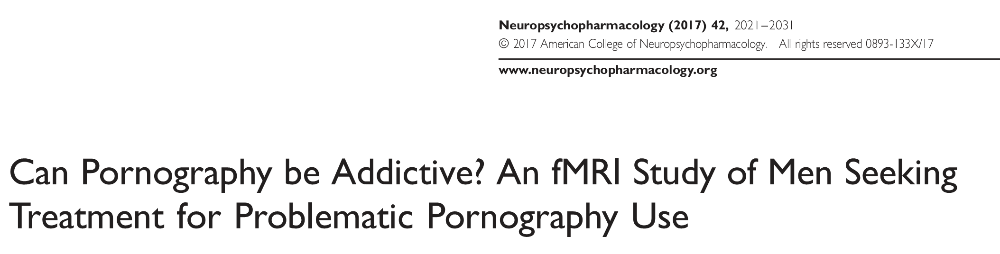 Neuropsychopharmacology (2017) 42, 2021–2031
© 2017 American College of Neuropsychopharmacology. All rights reserved 0893-133X/17
www.neuropsychopharmacology.org
Can Pornography be Addictive? An fMRI Study of Men Seeking
Treatment for Problematic Pornography Use